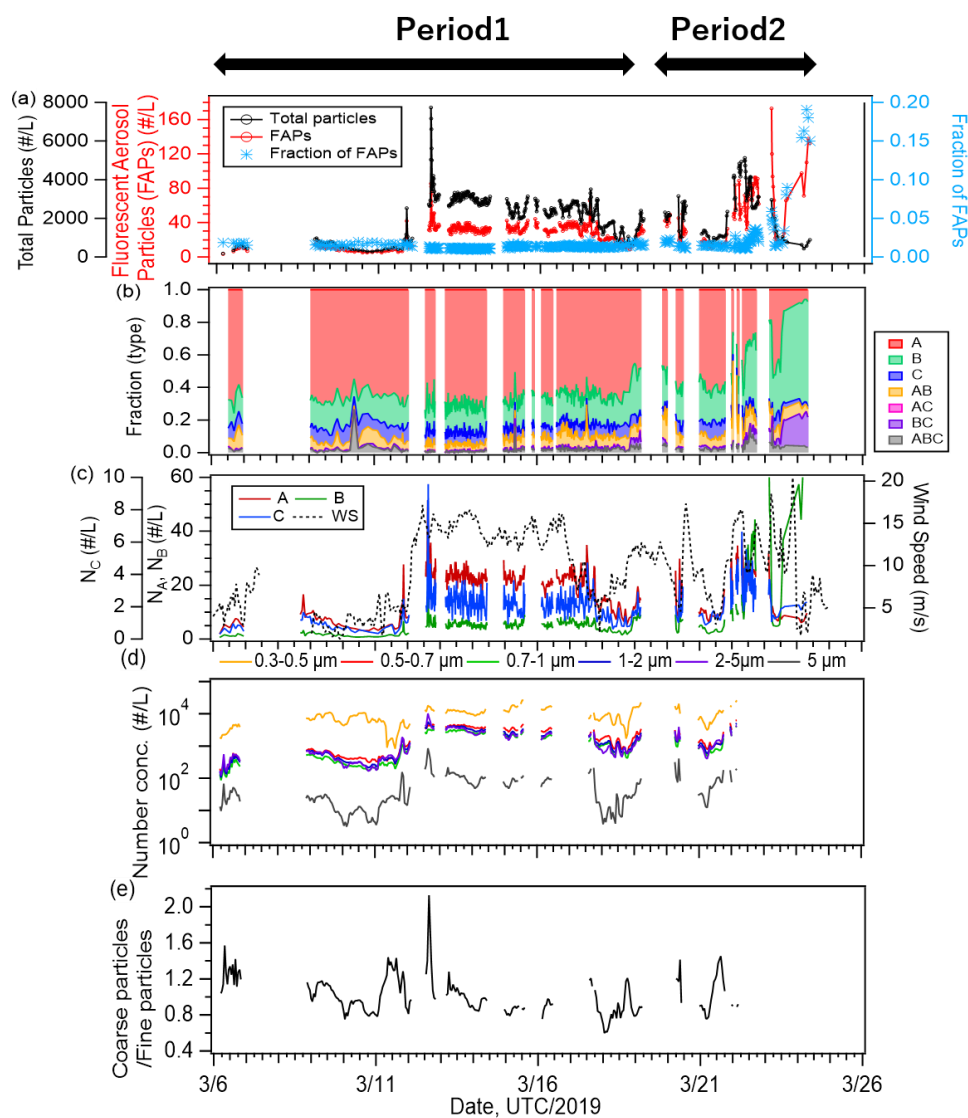 Period1 Period2
(a)
8000
6000
4000
2000
0
Total Particles (#/L)
Fluorescent Aerosol
Particles (FAPs) (#/L)
160
120
80
40
0
Total particles
FAPs
Fraction of FAPs
0.20
0.15
0.10
0.05
0.00
Fraction of FAPs
(b)
1.0
0.8
0.6
0.4
0.2
0.0
Fraction (type)
A
B
C
AB
AC
BC
ABC
(c)
10
8
6
4
2
0
N_C (#/L)
60
40
20
0
N_A, N_B (#/L)
A B
C WS
20
15
10
5
Wind Speed (m/s)
(d)
0.3-0.5 µm 0.5-0.7 µm 0.7-1 µm 1-2 µm 2-5µm 5 µm
10^4
10^2
10^0
Number conc. (#/L)
(e)
2.0
1.6
1.2
0.8
0.4
Coarse particles
/Fine particles
3/6 3/11 3/16 3/21 3/26
Date, UTC/2019